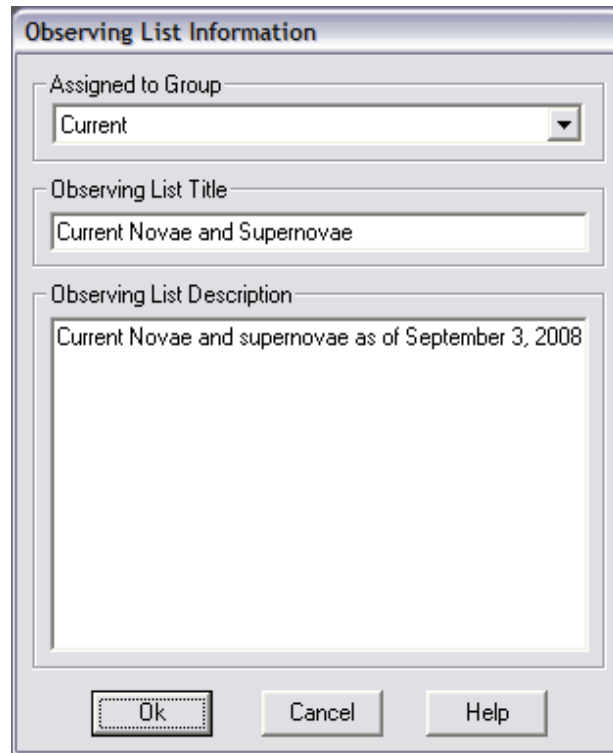 Observing List Information
Assigned to Group
Current
Observing List Title
Current Novae and Supernovae
Observing List Description
Current Novae and supernovae as of September 3, 2008
Ok
Cancel
Help